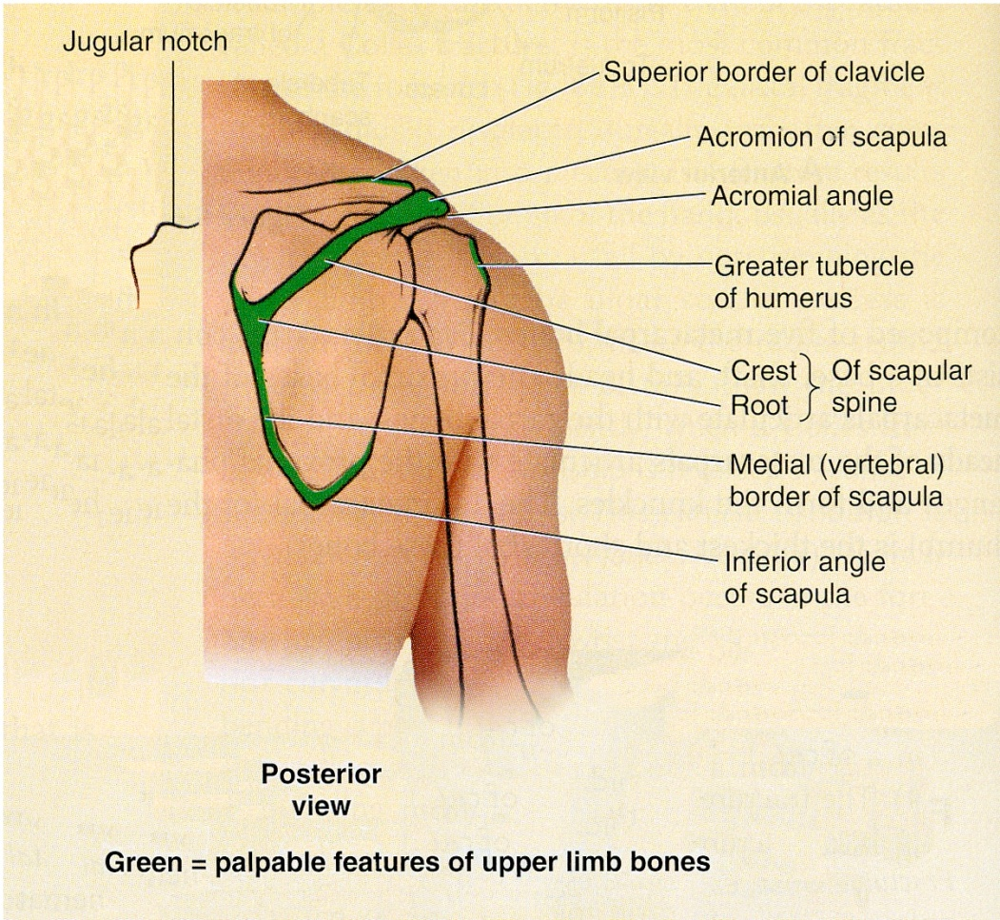 Jugular notch
Superior border of clavicle
Acromion of scapula
Acromial angle
Greater tubercle
of humerus
Crest
Root
Of scapular
spine
Medial (vertebral)
border of scapula
Inferior angle
of scapula
Posterior
view
Green = palpable features of upper limb bones